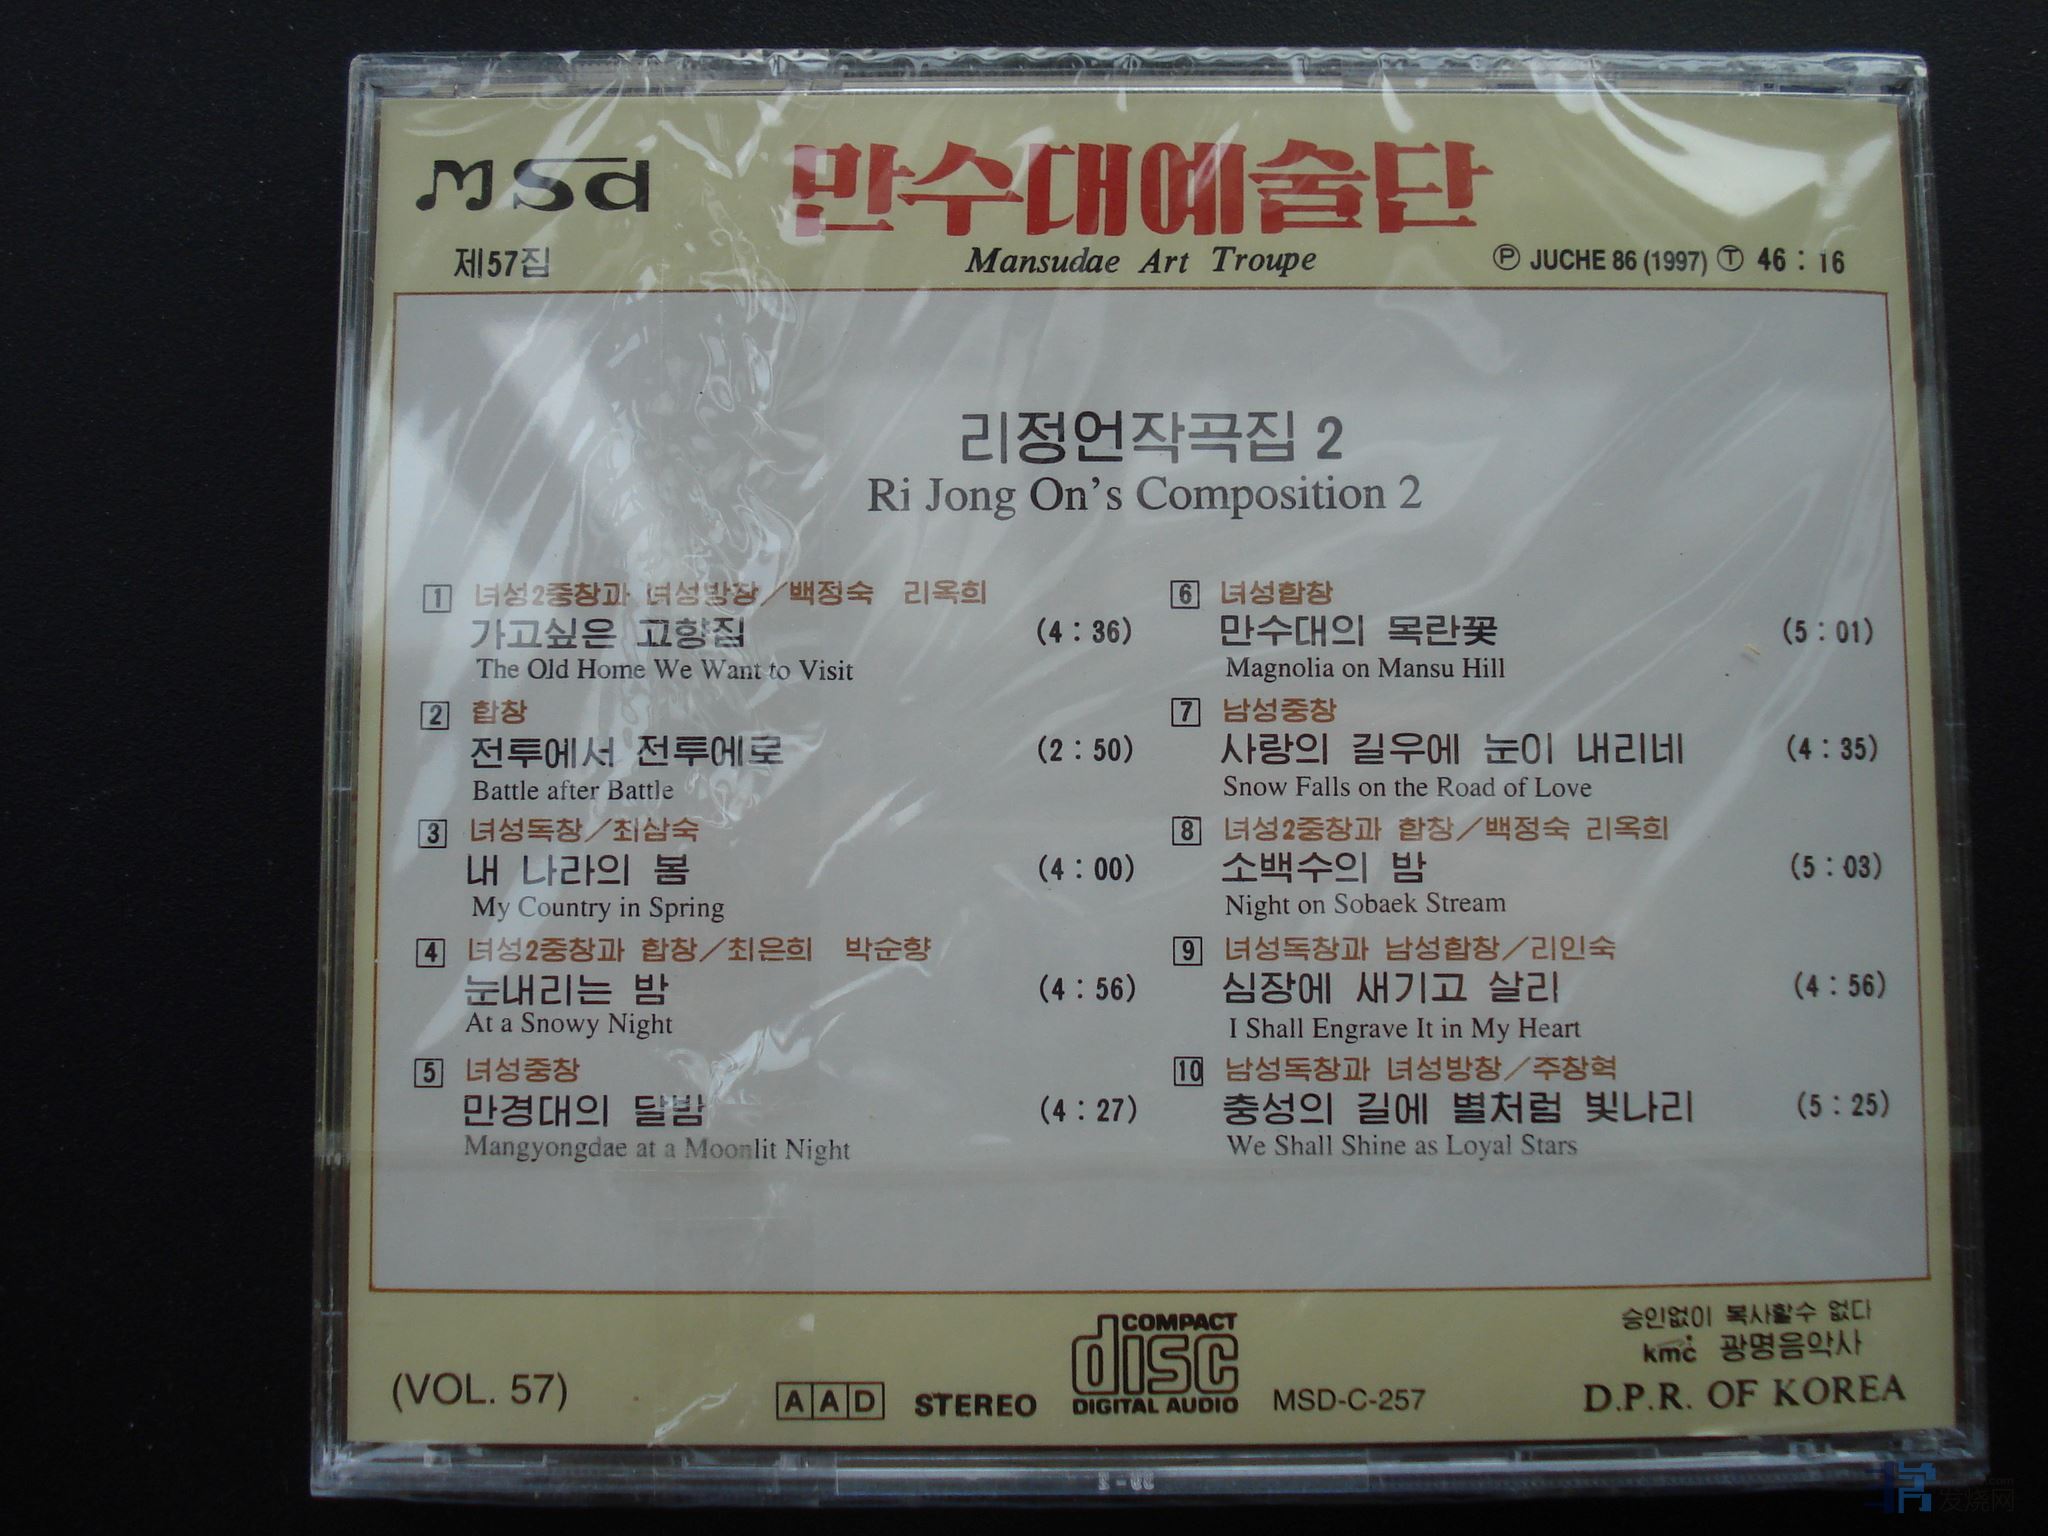 msd
만수대예술단
제57집
Mansudae Art Troupe
Ⓟ JUCHE 86 (1997) Ⓣ 46 : 16
리정언작곡집 2
Ri Jong On's Composition 2
1 녀성2중창과 녀성방창/백정숙 리옥희
가고싶은 고향집 (4 : 36)
The Old Home We Want to Visit
2 합창
전투에서 전투에로 (2 : 50)
Battle after Battle
3 녀성독창/최삼숙
내 나라의 봄 (4 : 00)
My Country in Spring
4 녀성2중창과 합창/최은희 박순향
눈내리는 밤 (4 : 56)
At a Snowy Night
5 녀성중창
만경대의 달밤 (4 : 27)
Mangyongdae at a Moonlit Night
6 녀성합창
만수대의 목란꽃 (5 : 01)
Magnolia on Mansu Hill
7 남성중창
사랑의 길우에 눈이 내리네 (4 : 35)
Snow Falls on the Road of Love
8 녀성2중창과 합창/백정숙 리옥희
소백수의 밤 (5 : 03)
Night on Sobaek Stream
9 녀성독창과 남성합창/리인숙
심장에 새기고 살리 (4 : 56)
I Shall Engrave It in My Heart
10 남성독창과 녀성방창/주창혁
충성의 길에 별처럼 빛나리 (5 : 25)
We Shall Shine as Loyal Stars
(VOL. 57)
AAD
STEREO
COMPACT
disc
DIGITAL AUDIO
MSD-C-257
승인없이 복사할수 없다
kmc 광명음악사
D.P.R. OF KOREA
发烧网